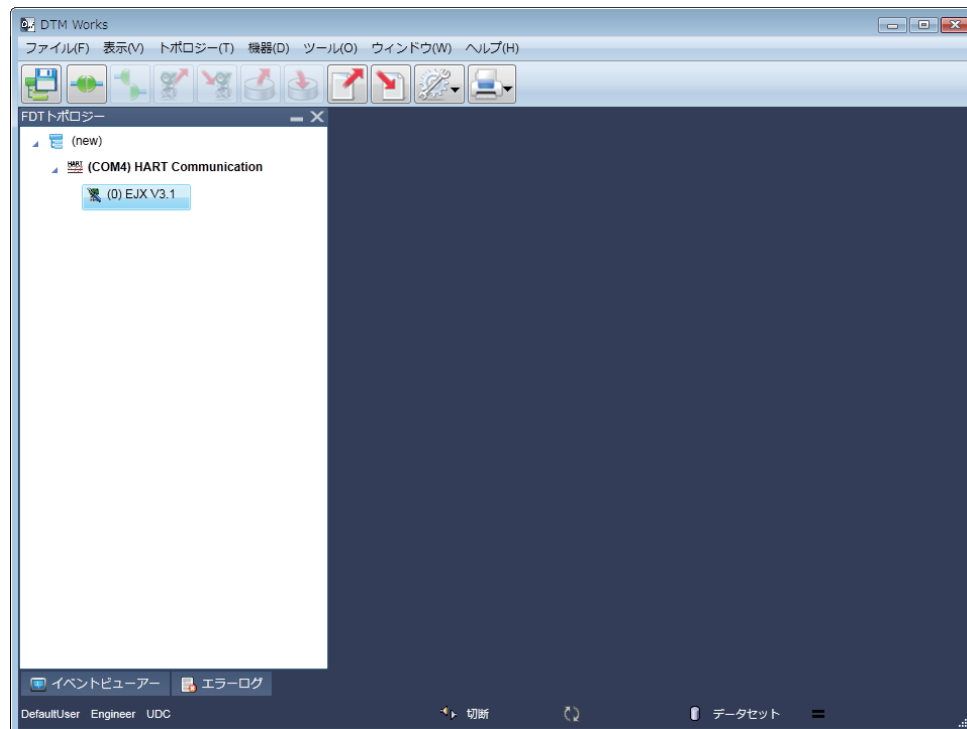 DTM Works
ファイル(F) 表示(V) トポロジー(T) 機器(D) ツール(O) ウィンドウ(W) ヘルプ(H)
FDTトポロジー
(new)
HART (COM4) HART Communication
(0) EJX V3.1
イベントビューアー エラーログ
DefaultUser Engineer UDC 切断 データセット